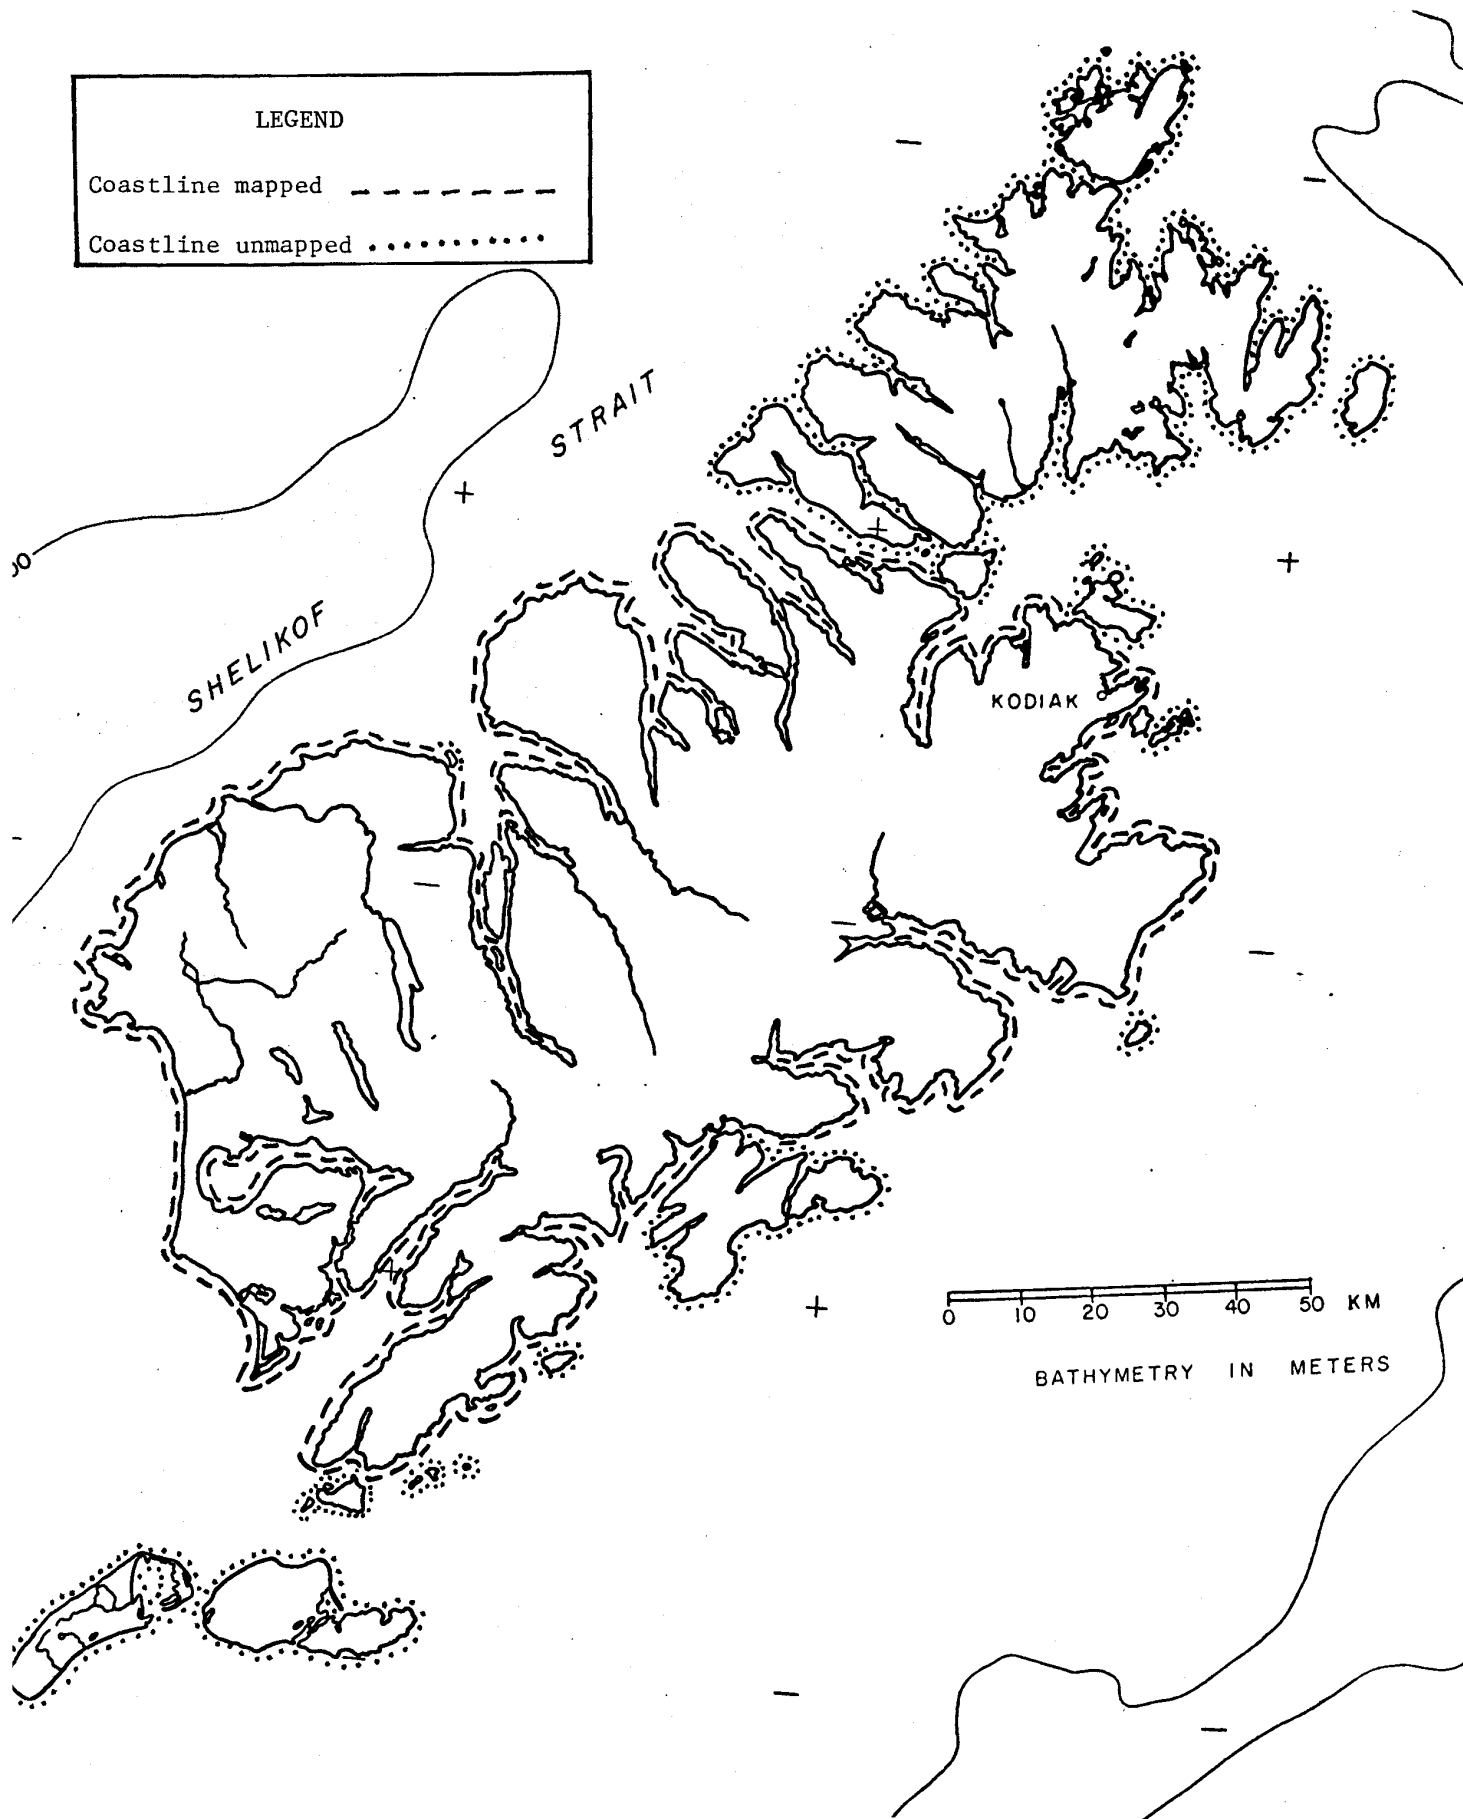 LEGEND
Coastline mapped
Coastline unmapped
STRAIT
SHELIKOF
KODIAK
0 10 20 30 40 50 KM
BATHYMETRY IN METERS